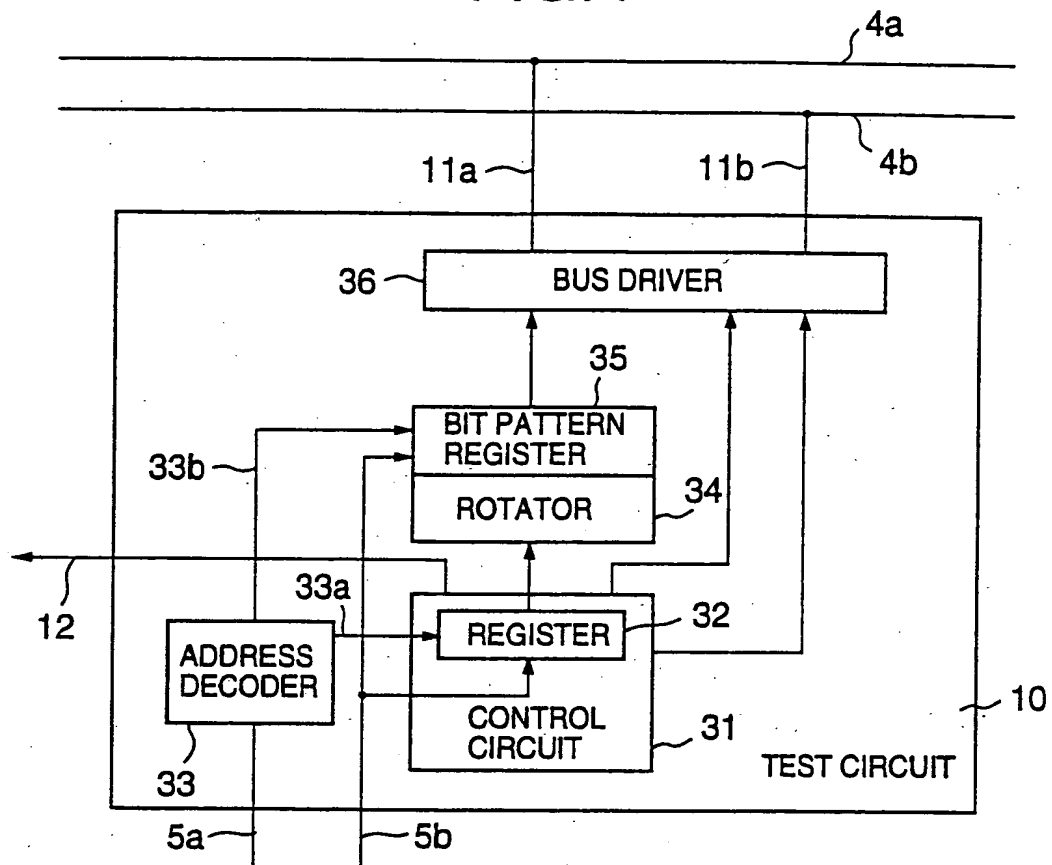 4a
11a
11b
4b
36
BUS DRIVER
35
BIT PATTERN
REGISTER
33b
ROTATOR
34
33a
12
REGISTER
32
ADDRESS
DECODER
CONTROL
CIRCUIT
31
10
33
TEST CIRCUIT
5a
5b